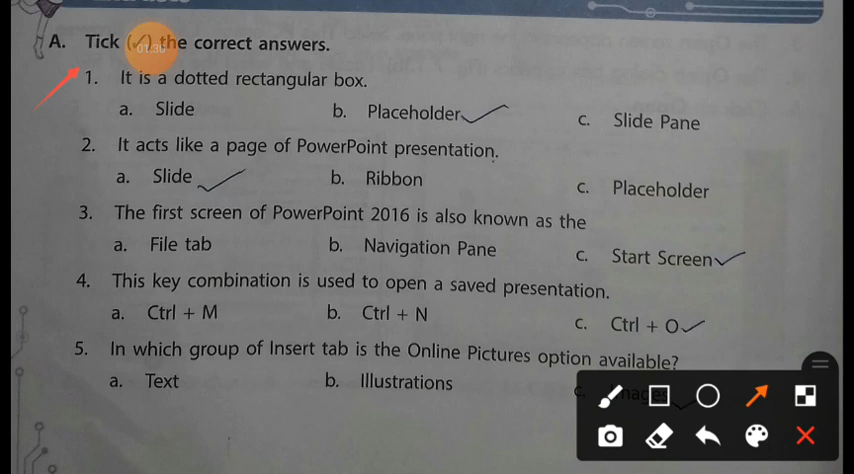 A. Tick (✓) the correct answers.
01:36
1. It is a dotted rectangular box.
a. Slide b. Placeholder c. Slide Pane
2. It acts like a page of PowerPoint presentation.
a. Slide b. Ribbon c. Placeholder
3. The first screen of PowerPoint 2016 is also known as the
a. File tab b. Navigation Pane c. Start Screen
4. This key combination is used to open a saved presentation.
a. Ctrl + M b. Ctrl + N c. Ctrl + O
5. In which group of Insert tab is the Online Pictures option available?
a. Text b. Illustrations c. Images